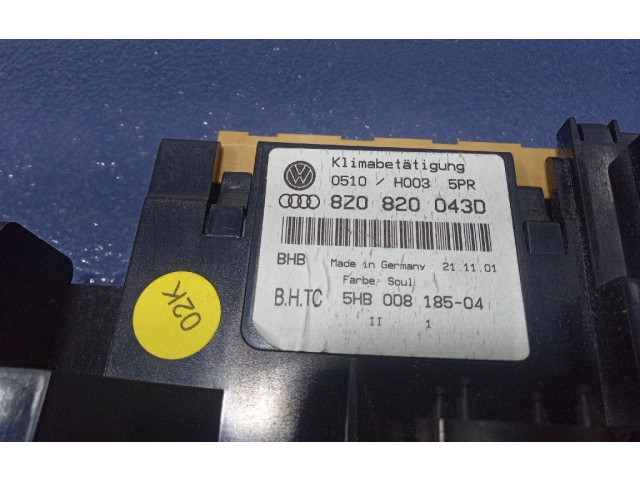 Klimabetätigung
0510 / H003 5PR
8Z0 820 043D
BHB Made in Germany 21.11.01
Farbe: Soul
B.H.TC 5HB 008 185-04
II 1
02K